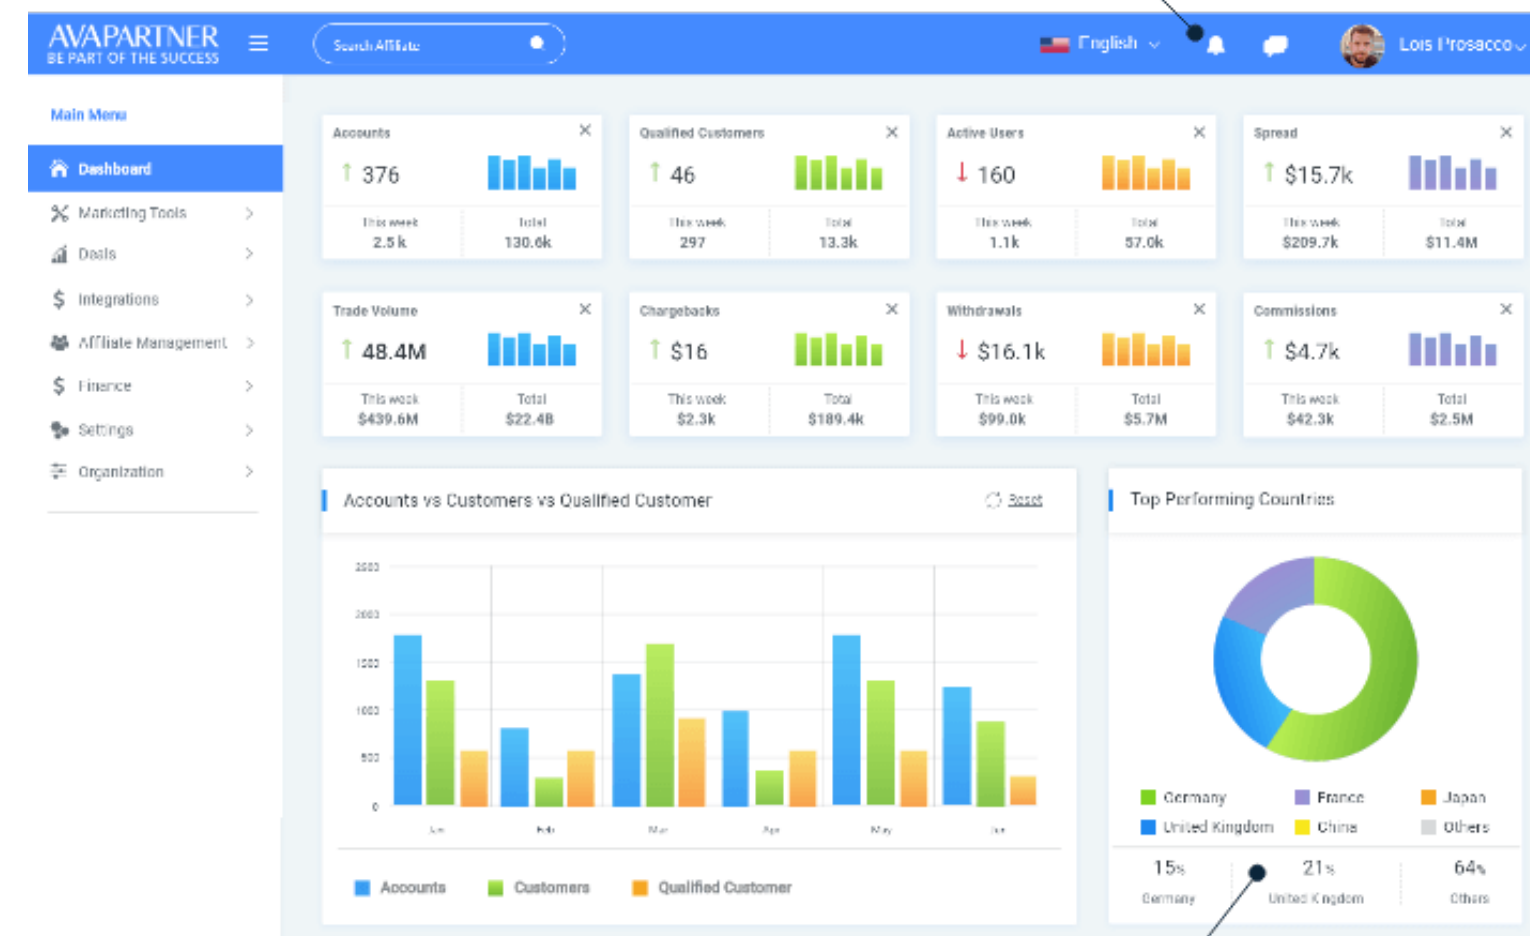 AVAPARTNER
BE PART OF THE SUCCESS
Search Affiliate
English
Lois Prosacco
Main Menu
Dashboard
Marketing Tools
Deals
Integrations
Affiliate Management
Finance
Settings
Organization
Accounts
376
This week
2.5k
Total
130.6k
Qualified Customers
46
This week
297
Total
13.3k
Active Users
160
This week
1.1k
Total
57.0k
Spread
$15.7k
This week
$209.7k
Total
$11.4M
Trade Volume
48.4M
This week
$439.6M
Total
$22.4B
Chargebacks
$16
This week
$2.3k
Total
$189.4k
Withdrawals
$16.1k
This week
$99.0k
Total
$5.7M
Commissions
$4.7k
This week
$42.3k
Total
$2.5M
Accounts vs Customers vs Qualified Customer
Reset
2500
2000
1500
1000
500
0
Jan
Feb
Mar
Apr
May
Jun
Accounts
Customers
Qualified Customer
Top Performing Countries
Germany
France
Japan
United Kingdom
China
Others
15%
Germany
21%
United Kingdom
64%
Others